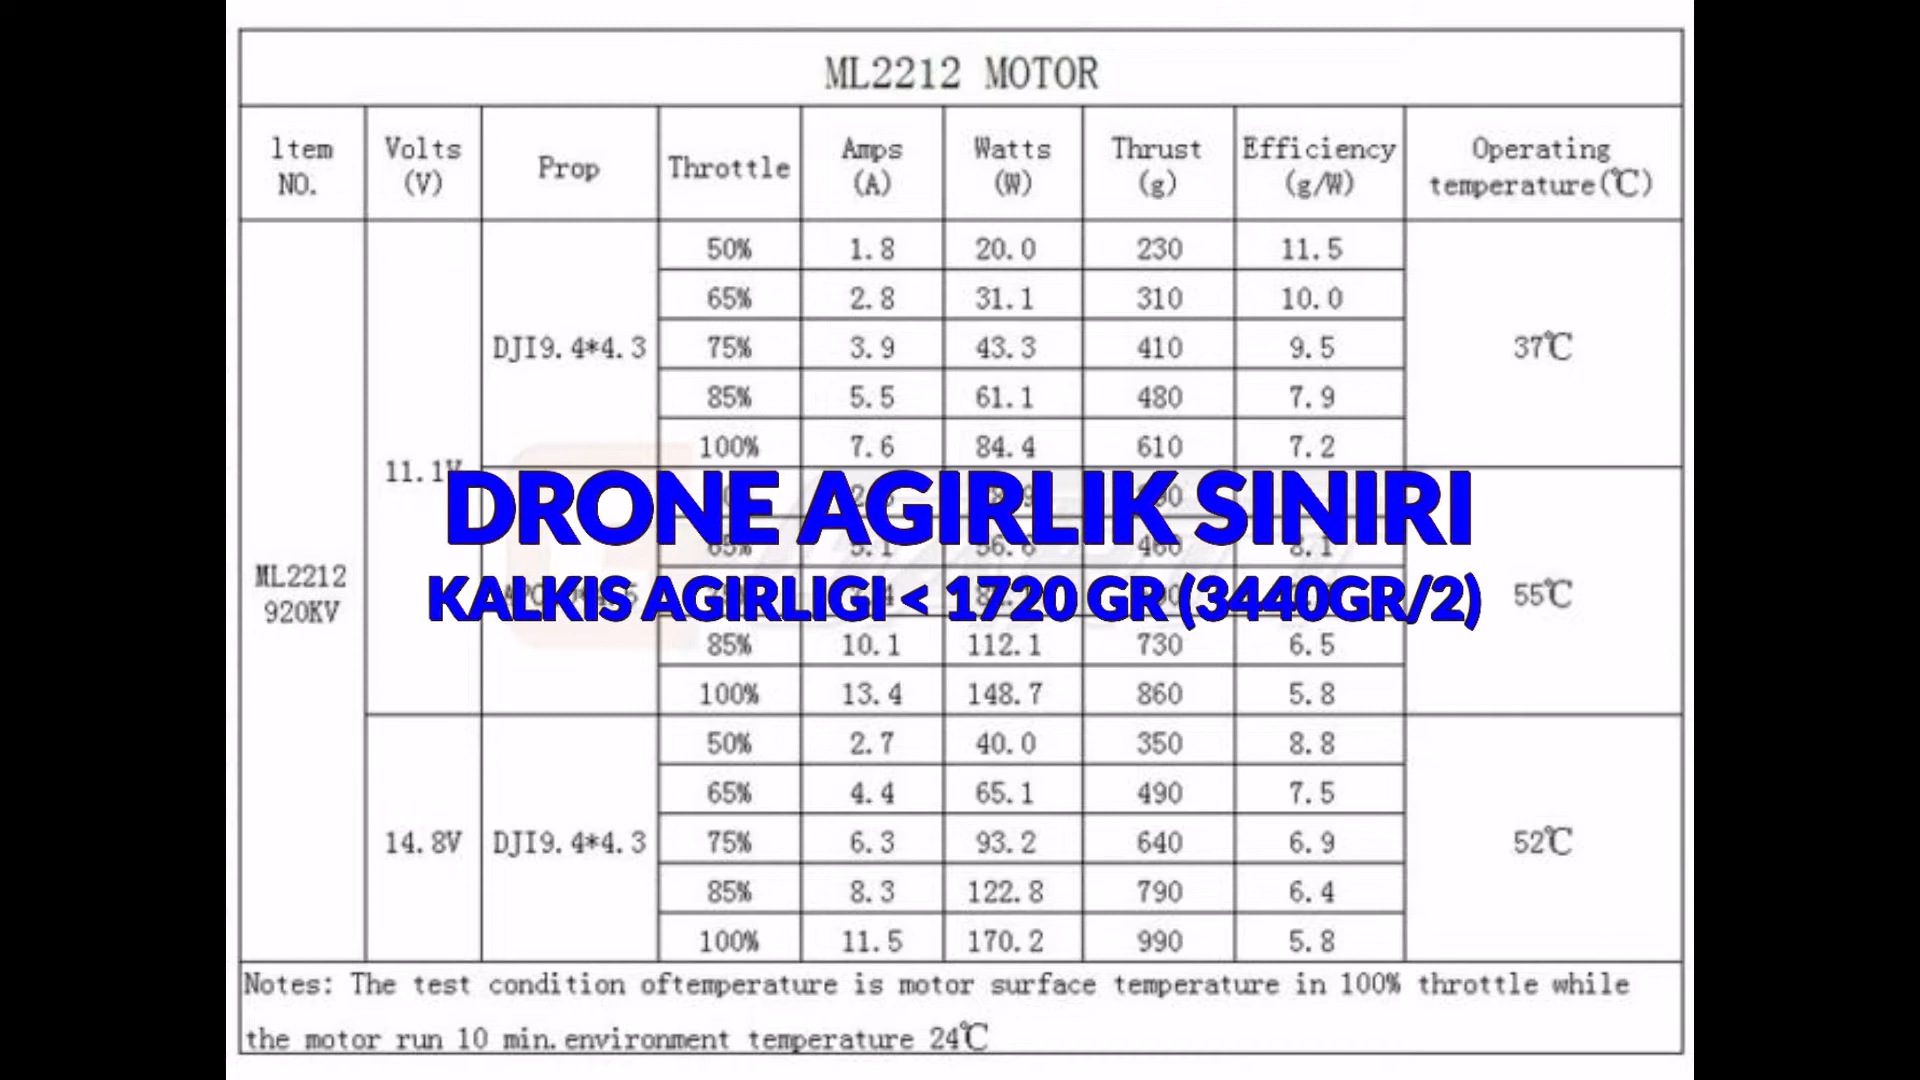 ML2212 MOTOR
ltem NO. Volts (V) Prop Throttle Amps (A) Watts (W) Thrust (g) Efficiency (g/W) Operating temperature(℃)
ML2212 920KV
11.1V
DJI9.4*4.3
50% 1.8 20.0 230 11.5
65% 2.8 31.1 310 10.0
75% 3.9 43.3 410 9.5 37℃
85% 5.5 61.1 480 7.9
100% 7.6 84.4 610 7.2
DRONE AGIRLIK SINIRI
65% 5.1 56.6 460 8.1
KALKIS AGIRLIGI < 1720 GR (3440GR/2)
55℃
85% 10.1 112.1 730 6.5
100% 13.4 148.7 860 5.8
14.8V DJI9.4*4.3
50% 2.7 40.0 350 8.8
65% 4.4 65.1 490 7.5
75% 6.3 93.2 640 6.9 52℃
85% 8.3 122.8 790 6.4
100% 11.5 170.2 990 5.8
Notes: The test condition oftemperature is motor surface temperature in 100% throttle while
the motor run 10 min.environment temperature 24℃